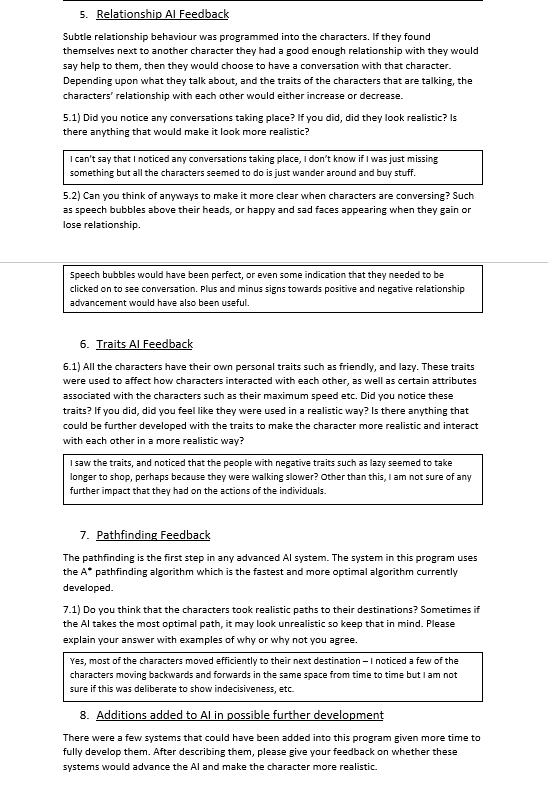 5. Relationship AI Feedback
Subtle relationship behaviour was programmed into the characters. If they found
themselves next to another character they had a good enough relationship with they would
say help to them, then they would choose to have a conversation with that character.
Depending upon what they talk about, and the traits of the characters that are talking, the
characters' relationship with each other would either increase or decrease.
5.1) Did you notice any conversations taking place? If you did, did they look realistic? Is
there anything that would make it look more realistic?
I can't say that I noticed any conversations taking place, I don't know if I was just missing
something but all the characters seemed to do is just wander around and buy stuff.
5.2) Can you think of anyways to make it more clear when characters are conversing? Such
as speech bubbles above their heads, or happy and sad faces appearing when they gain or
lose relationship.
Speech bubbles would have been perfect, or even some indication that they needed to be
clicked on to see conversation. Plus and minus signs towards positive and negative relationship
advancement would have also been useful.
6. Traits AI Feedback
6.1) All the characters have their own personal traits such as friendly, and lazy. These traits
were used to affect how characters interacted with each other, as well as certain attributes
associated with the characters such as their maximum speed etc. Did you notice these
traits? If you did, did you feel like they were used in a realistic way? Is there anything that
could be further developed with the traits to make the character more realistic and interact
with each other in a more realistic way?
I saw the traits, and noticed that the people with negative traits such as lazy seemed to take
longer to shop, perhaps because they were walking slower? Other than this, I am not sure of any
further impact that they had on the actions of the individuals.
7. Pathfinding Feedback
The pathfinding is the first step in any advanced AI system. The system in this program uses
the A* pathfinding algorithm which is the fastest and more optimal algorithm currently
developed.
7.1) Do you think that the characters took realistic paths to their destinations? Sometimes if
the AI takes the most optimal path, it may look unrealistic so keep that in mind. Please
explain your answer with examples of why or why not you agree.
Yes, most of the characters moved efficiently to their next destination – I noticed a few of the
characters moving backwards and forwards in the same space from time to time but I am not
sure if this was deliberate to show indecisiveness, etc.
8. Additions added to AI in possible further development
There were a few systems that could have been added into this program given more time to
fully develop them. After describing them, please give your feedback on whether these
systems would advance the AI and make the character more realistic.